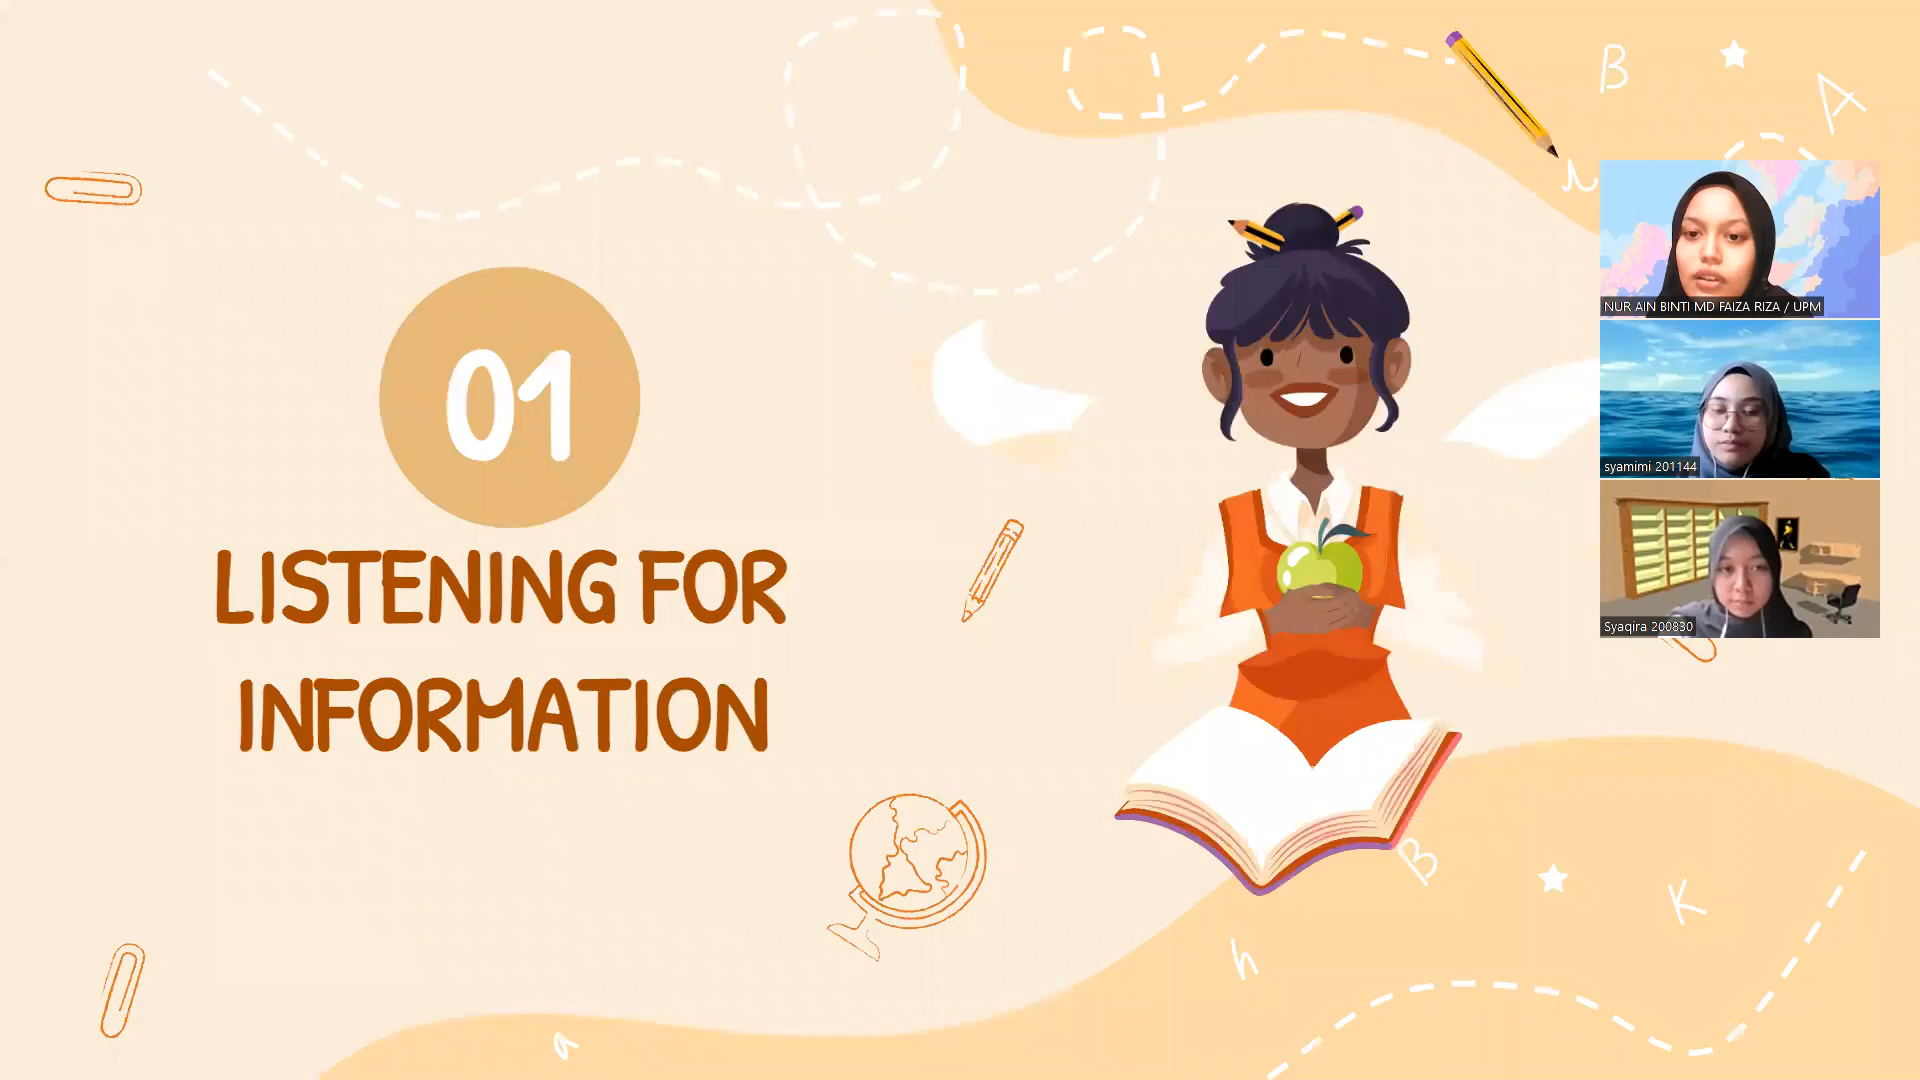 01
LISTENING FOR
INFORMATION
B
A
B
K
h
a
NUR AIN BINTI MD FAIZA RIZA / UPM
syamimi 201144
Syaqira 200830